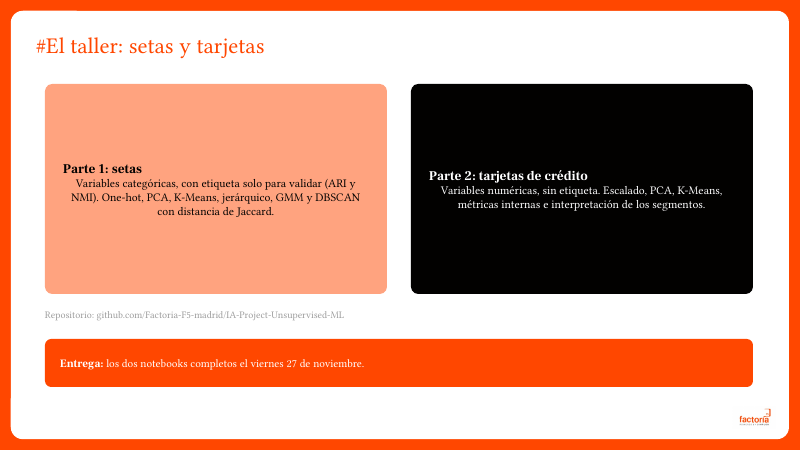 #El taller: setas y tarjetas
Parte 1: setas
Variables categóricas, con etiqueta solo para validar (ARI y
NMI). One-hot, PCA, K-Means, jerárquico, GMM y DBSCAN
con distancia de Jaccard.
Parte 2: tarjetas de crédito
Variables numéricas, sin etiqueta. Escalado, PCA, K-Means,
métricas internas e interpretación de los segmentos.
Repositorio: github.com/Factoria-F5-madrid/IA-Project-Unsupervised-ML
Entrega: los dos notebooks completos el viernes 27 de noviembre.
factoría